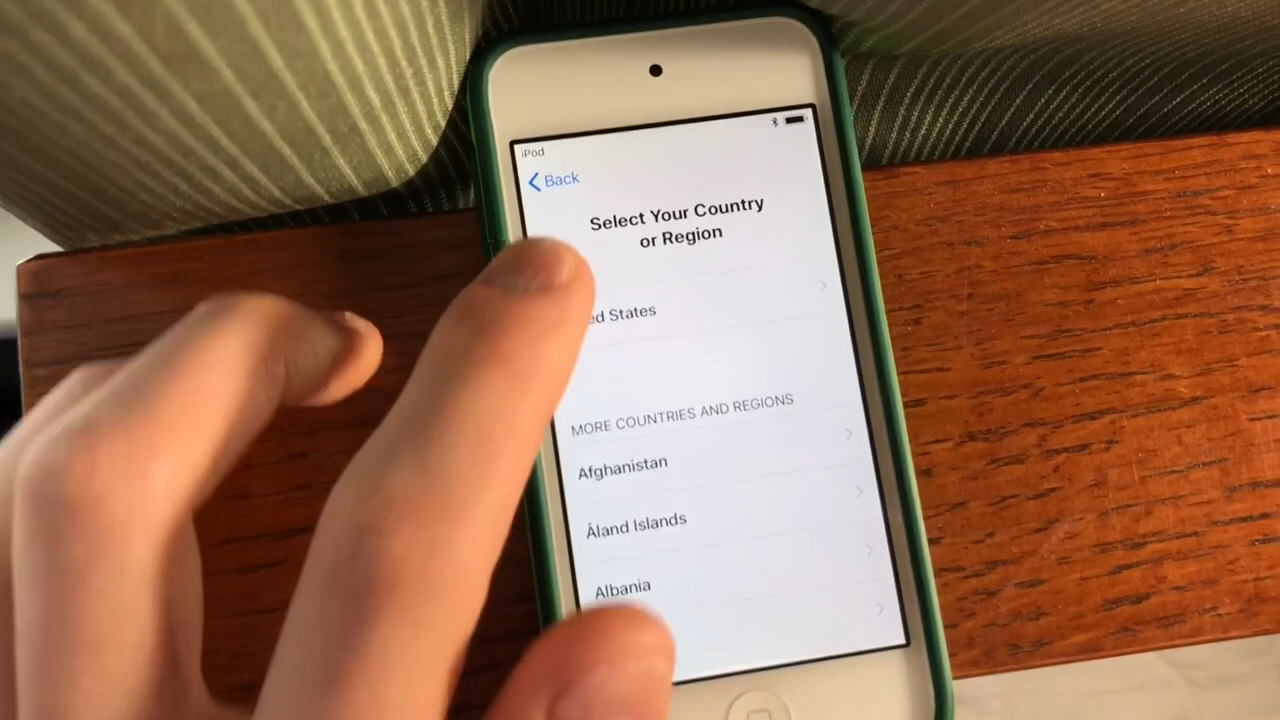 iPod
Back
Select Your Country
or Region
ed States
MORE COUNTRIES AND REGIONS
Afghanistan
Åland Islands
Albania